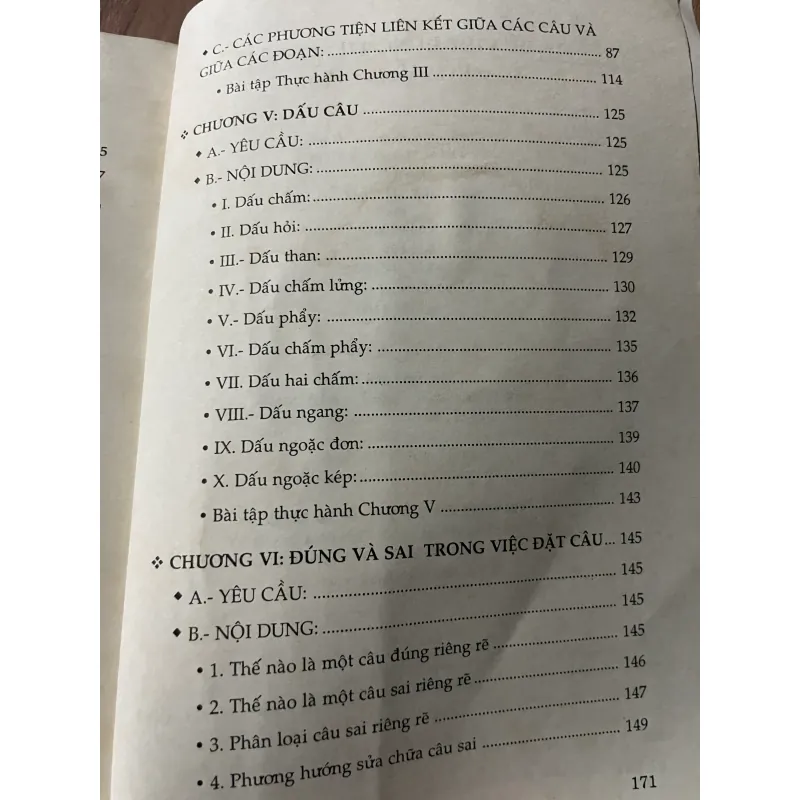 ◆ C.- CÁC PHƯƠNG TIỆN LIÊN KẾT GIỮA CÁC CÂU VÀ
GIỮA CÁC ĐOẠN: ........ 87
• Bài tập Thực hành Chương III ........ 114
❖ CHƯƠNG V: DẤU CÂU ........ 125
◆ A.- YÊU CẦU: ........ 125
◆ B.- NỘI DUNG: ........ 125
• I. Dấu chấm: ........ 126
• II. Dấu hỏi: ........ 127
• III.- Dấu than: ........ 129
• IV.- Dấu chấm lửng: ........ 130
• V.- Dấu phẩy: ........ 132
• VI.- Dấu chấm phẩy: ........ 135
• VII. Dấu hai chấm: ........ 136
• VIII.- Dấu ngang: ........ 137
• IX. Dấu ngoặc đơn: ........ 139
• X. Dấu ngoặc kép: ........ 140
• Bài tập thực hành Chương V ........ 143
❖ CHƯƠNG VI: ĐÚNG VÀ SAI TRONG VIỆC ĐẶT CÂU... 145
◆ A.- YÊU CẦU: ........ 145
◆ B.- NỘI DUNG: ........ 145
• 1. Thế nào là một câu đúng riêng rẽ ........ 145
• 2. Thế nào là một câu sai riêng rẽ ........ 146
• 3. Phân loại câu sai riêng rẽ ........ 147
• 4. Phương hướng sửa chữa câu sai ........ 149
171
5
7